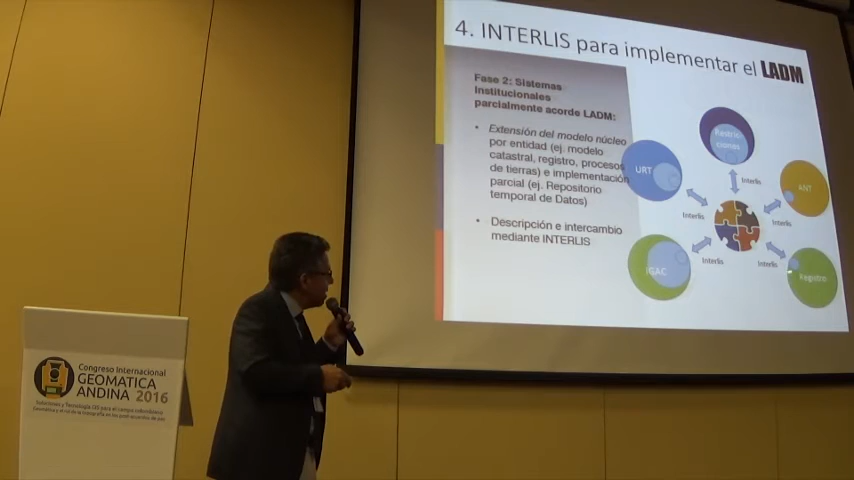 4. INTERLIS para implementar el LADM
Fase 2: Sistemas
Institucionales
parcialmente acorde LADM:
• Extensión del modelo núcleo
por entidad (ej. modelo
catastral, registro, procesos
de tierras) e implementación
parcial (ej. Repositorio
temporal de Datos)
• Descripción e intercambio
mediante INTERLIS
Restric
ciones
URT
ANT
Interlis
Interlis
Interlis
IGAC
Interlis
Interlis
Registro
Congreso Internacional
GEOMATICA
ANDINA 2016